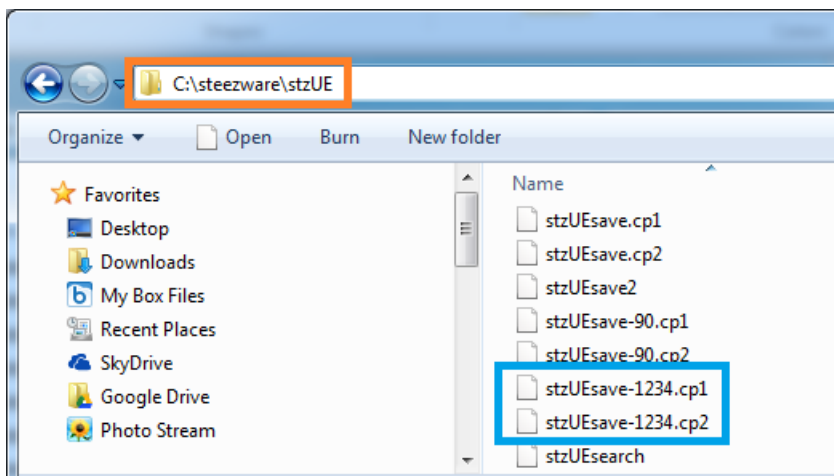 C:\steezware\stzUE
Organize Open Burn New folder
Favorites
Desktop
Downloads
My Box Files
Recent Places
SkyDrive
Google Drive
Photo Stream
Name
stzUEsave.cp1
stzUEsave.cp2
stzUEsave2
stzUEsave-90.cp1
stzUEsave-90.cp2
stzUEsave-1234.cp1
stzUEsave-1234.cp2
stzUEsearch